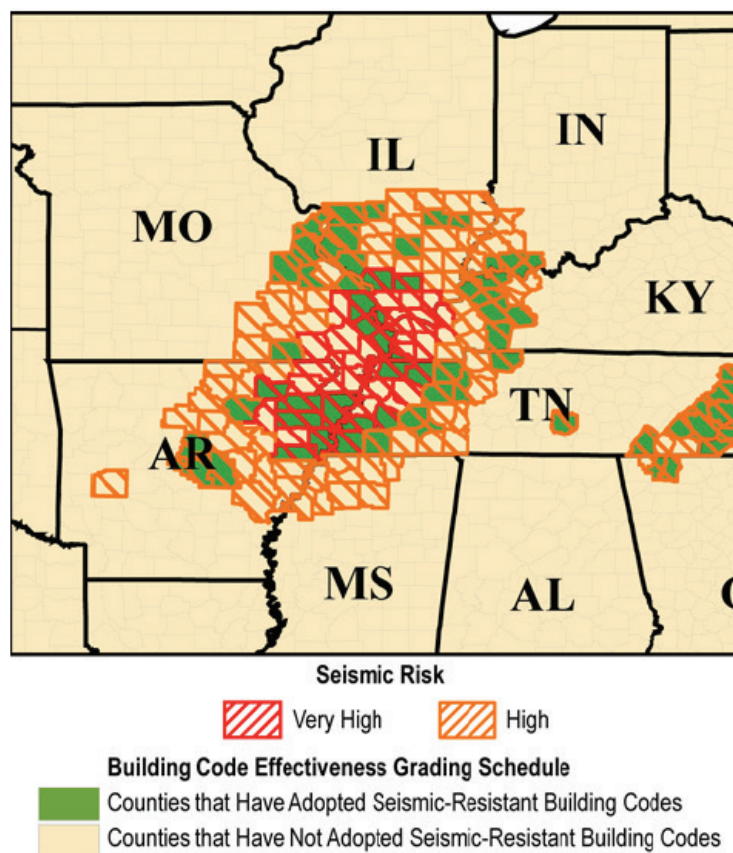 IL
IN
MO
KY
TN
AR
MS
AL
Seismic Risk
Very High
High
Building Code Effectiveness Grading Schedule
Counties that Have Adopted Seismic-Resistant Building Codes
Counties that Have Not Adopted Seismic-Resistant Building Codes